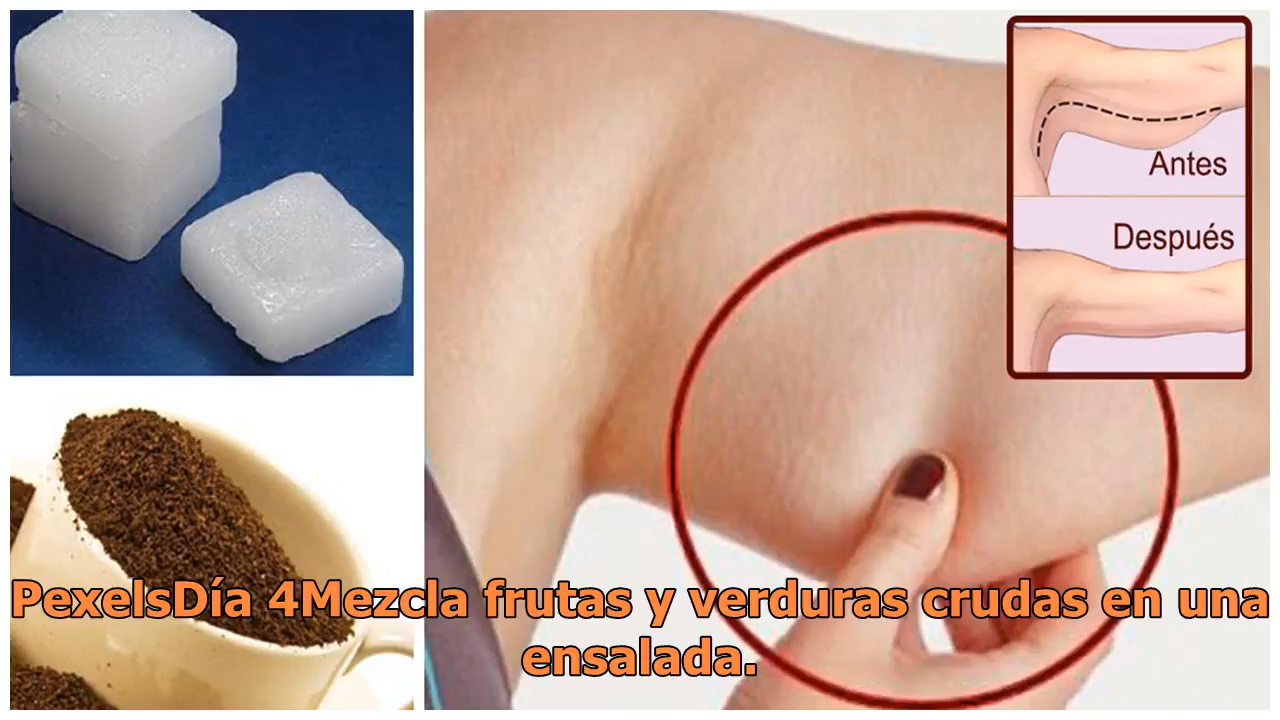 Antes
Después
PexelsDía 4Mezcla frutas y verduras crudas en una
ensalada.